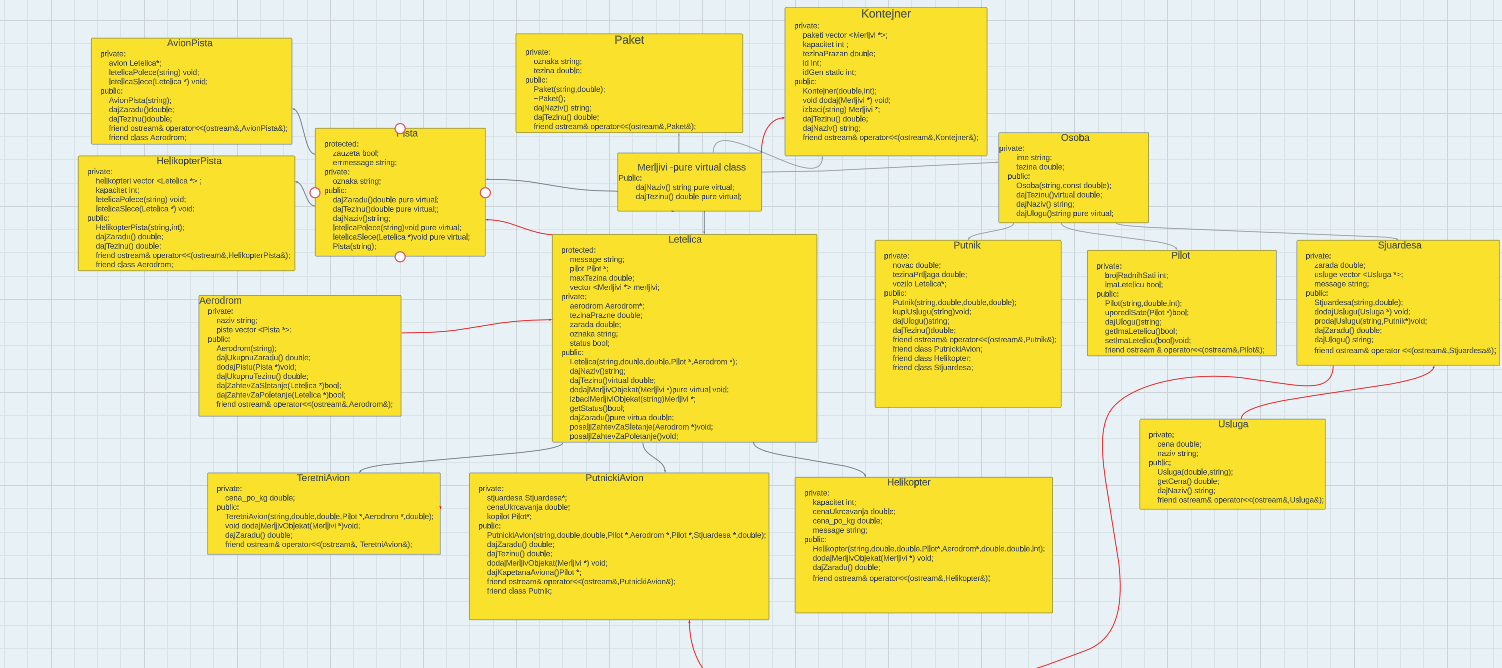 AvionPista
private:
avion Letelica*;
letelicaPolece(string) void;
letelicaSlece(Letelica *) void;
public:
AvionPista(string);
dajZaradu()double;
dajTezinu()double;
friend ostream& operator<<(ostream&,AvionPista&);
friend class Aerodrom;
HelikopterPista
private:
helikopteri vector <Letelica *> ;
kapacitet int;
letelicaPolece(string) void;
letelicaSlece(Letelica *) void;
public:
HelikopterPista(string,int);
dajZaradu() double;
dajTezinu() double;
friend ostream& operator<<(ostream&,HelikopterPista&);
friend class Aerodrom;
Pista
protected:
zauzeta bool;
errmessage string;
private:
oznaka string;
public:
dajZaradu()double pure virtual;
dajTezinu()double pure virtual;;
dajNaziv()string;
letelicaPolece(string)void pure virtual;
letelicaSlece(Letelica *)void pure virtual;
Pista(string);
Aerodrom
private:
naziv string;
pista vector <Pista *>;
public:
Aerodrom(string);
dajUkupnuZaradu() double;
dodajPistu(Pista *)void;
dajUkupnuTezinu() double;
dajZahtevZaSletanje(Letelica *)bool;
dajZahtevZaPoletanje(Letelica *)bool;
friend ostream& operator<<(ostream,Aerodrom&);
Paket
private:
oznaka string;
tezina double;
public:
Paket(string,double);
~Paket();
dajNaziv() string;
dajTezinu() double;
friend ostream& operator<<(ostream&,Paket&);
Merljivi -pure virtual class
Public:
dajNaziv() string pure virtual;
dajTezinu() double pure virtual;
Kontejner
private:
paketi vector <Merljivi *>;
kapacitet int ;
tezinaPrazan double;
id int;
idGen static int;
public:
Kontejner(double,int);
void dodaj(Merljivi *) void;
izbaci(string) Merljivi *;
dajTezinu() double;
dajNaziv() string;
friend ostream& operator<<(ostream&,Kontejner&);
Osoba
private:
ime string;
tezina double;
public:
Osoba(string,const double);
dajTezinu()virtual double;
dajNaziv() string;
dajUlogu()string pure virtual;
Letelica
protected:
message string;
pilot Pilot *;
maxTezina double;
vector <Merljivi *> merljivi;
private:
aerodrom Aerodrom*;
tezinaPrazne double;
zarada double;
oznaka string;
status bool;
public:
Letelica(string,double,double,Pilot *,Aerodrom *);
dajNaziv()string;
dajTezinu()virtual double;
dodajMerljivObjekat(Merljivi *)pure virtual void;
izbaciMerljivObjekat(string)Merljivi *;
getStatus()bool;
dajZaradu()pure virtua double;
posaljiZahtevZaSletanje(Aerodrom *)void;
posaljiZahtevZaPoletanje()void;
Putnik
private:
novac double;
tezinaPrtljaga double;
vozilo Letelica*;
public:
Putnik(string,double,double,double);
kupiUslugu(string)void;
dajUlogu()string;
dajTezinu()double;
friend ostream& operator<<(ostream&,Putnik&);
friend class PutnickiAvion;
friend class Helikopter;
friend class Stjuardesa;
Pilot
private:
brojRadnihSati int;
imaLetelicu bool;
public:
Pilot(string,double,int);
uporediSate(Pilot *)bool;
dajUlogu()string;
getImaLetelicu()bool;
setImaLetelicu(bool)void;
friend ostream & operator<<(ostream,Pilot&);
Sjuardesa
private:
zarada double;
usluge vector <Usluga *>;
message string;
public:
Stjuardesa(string,double);
dodajUslugu(Usluga *) void;
prodajUslugu(string,Putnik*)void;
dajZaradu() double;
dajUlogu() string;
friend ostream& operator <<(ostream&,Stjuardesa&);
Usluga
private:
cena double;
naziv string;
public;
Usluga(double,string);
getCena() double;
dajNaziv() string;
friend ostream& operator<<(ostream&,Usluga&);
TeretniAvion
private:
cena_po_kg double;
public:
TeretniAvion(string,double,double,Pilot *,Aerodrom *,double);
void dodajMerljivObjekat(Merljivi *)void;
dajZaradu() double;
friend ostream& operator<<(ostream&, TeretniAvion&);
PutnickiAvion
private:
stjuardesa Stjuardesa*;
cenaUkrcavanja double;
kopilot Pilot*;
public:
PutnickiAvion(string,double,double,Pilot *,Aerodrom *,Pilot *,Stjuardesa *,double);
dajZaradu() double;
dajTezinu() double;
dodajMerljivObjekat(Merljivi *) void;
dajKapetanaAviona()Pilot *;
friend ostream& operator<<(ostream&,PutnickiAvion&);
friend class Putnik;
Helikopter
private:
kapacitet int;
cenaUkrcavanja double;
cena_po_kg double;
message string;
public:
Helikopter(string,double,double,Pilot*,Aerodrom*,double,double,int);
dodajMerljivObjekat(Merljivi *) void;
dajZaradu() double;
friend ostream& operator<<(ostream&,Helikopter&);